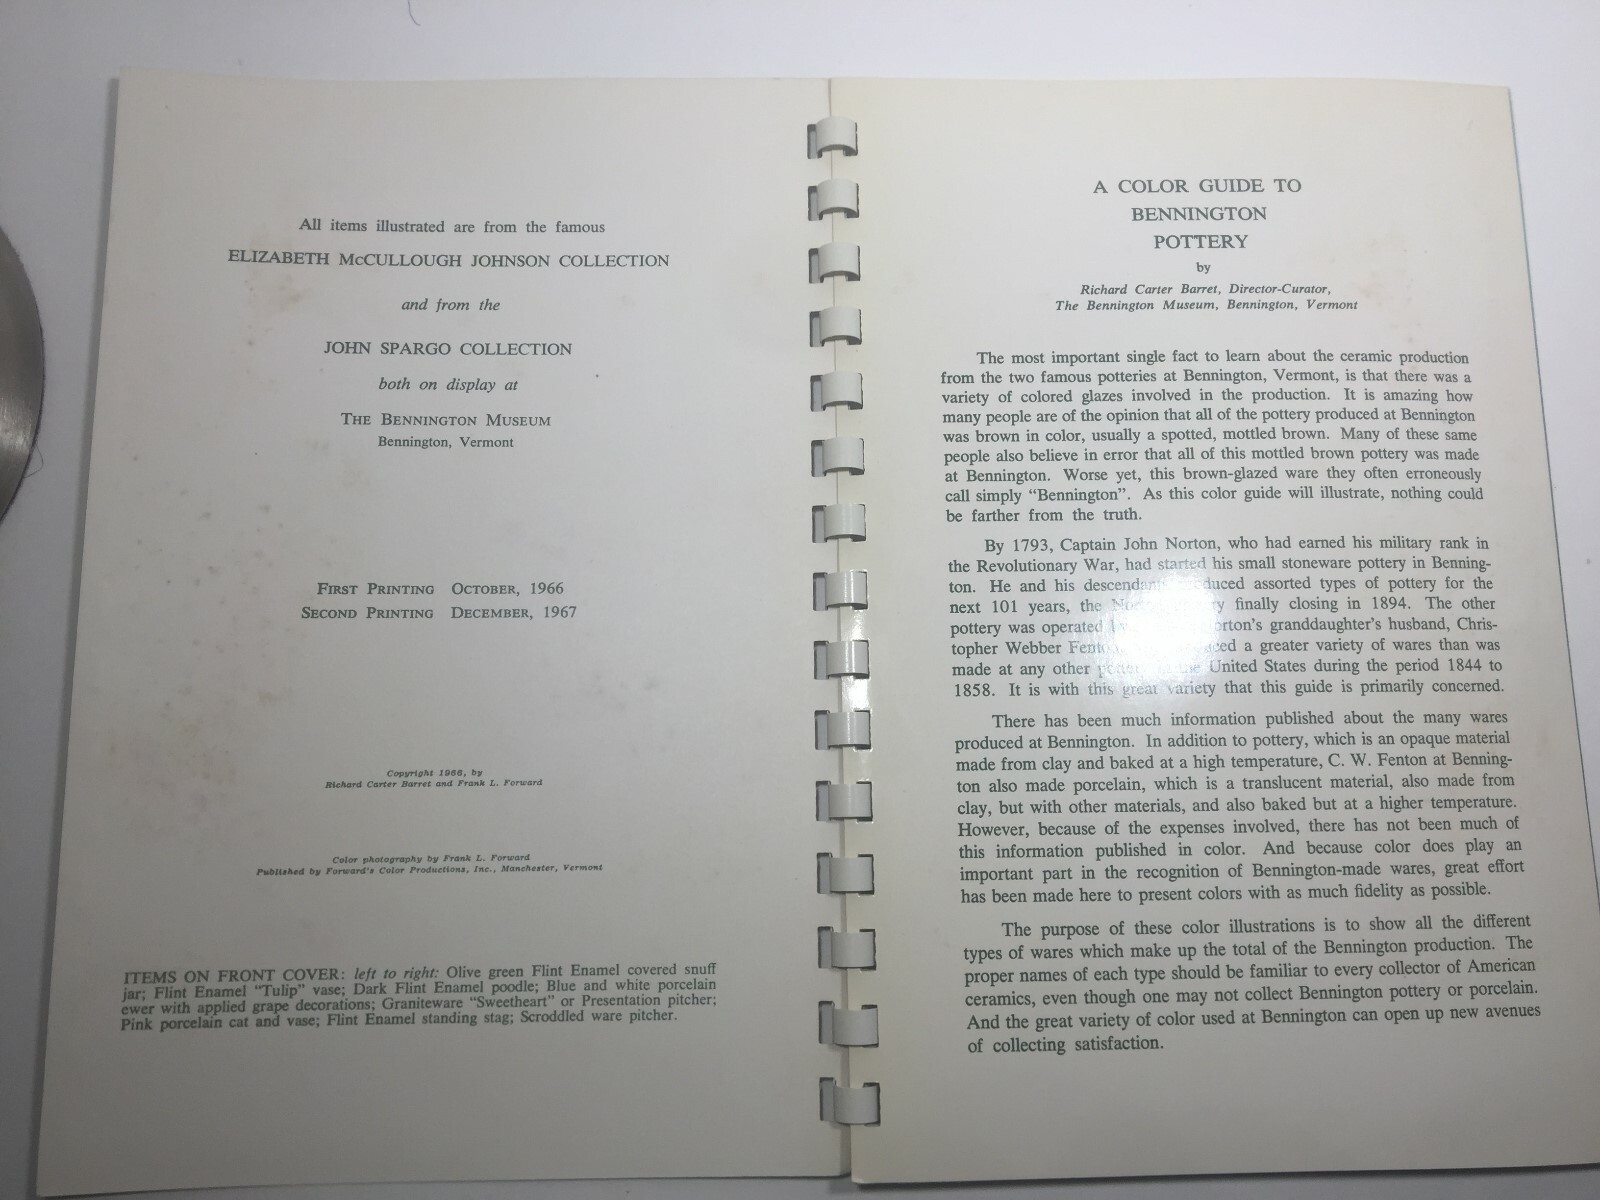 All items illustrated are from the famous
ELIZABETH McCULLOUGH JOHNSON COLLECTION
and from the
JOHN SPARGO COLLECTION
both on display at
THE BENNINGTON MUSEUM
Bennington, Vermont
FIRST PRINTING OCTOBER, 1966
SECOND PRINTING DECEMBER, 1967
Copyright 1966, by
Richard Carter Barret and Frank L. Forward
Color photography by Frank L. Forward
Published by Forward's Color Productions, Inc., Manchester, Vermont
ITEMS ON FRONT COVER: left to right: Olive green Flint Enamel covered snuff
jar; Flint Enamel "Tulip" vase; Dark Flint Enamel poodle; Blue and white porcelain
ewer with applied grape decorations; Graniteware "Sweetheart" or Presentation pitcher;
Pink porcelain cat and vase; Flint Enamel standing stag; Scroddled ware pitcher.
A COLOR GUIDE TO
BENNINGTON
POTTERY
by
Richard Carter Barret, Director-Curator,
The Bennington Museum, Bennington, Vermont
The most important single fact to learn about the ceramic production
from the two famous potteries at Bennington, Vermont, is that there was a
variety of colored glazes involved in the production. It is amazing how
many people are of the opinion that all of the pottery produced at Bennington
was brown in color, usually a spotted, mottled brown. Many of these same
people also believe in error that all of this mottled brown pottery was made
at Bennington. Worse yet, this brown-glazed ware they often erroneously
call simply "Bennington". As this color guide will illustrate, nothing could
be farther from the truth.
By 1793, Captain John Norton, who had earned his military rank in
the Revolutionary War, had started his small stoneware pottery in Benning-
ton. He and his descendants produced assorted types of pottery for the
next 101 years, the finally closing in 1894. The other
pottery was operated Norton's granddaughter's husband, Chris-
topher Webber Fenton, a greater variety of wares than was
made at any other the United States during the period 1844 to
1858. It is with this great variety that this guide is primarily concerned.
There has been much information published about the many wares
produced at Bennington. In addition to pottery, which is an opaque material
made from clay and baked at a high temperature, C. W. Fenton at Benning-
ton also made porcelain, which is a translucent material, also made from
clay, but with other materials, and also baked but at a higher temperature.
However, because of the expenses involved, there has not been much of
this information published in color. And because color does play an
important part in the recognition of Bennington-made wares, great effort
has been made here to present colors with as much fidelity as possible.
The purpose of these color illustrations is to show all the different
types of wares which make up the total of the Bennington production. The
proper names of each type should be familiar to every collector of American
ceramics, even though one may not collect Bennington pottery or porcelain.
And the great variety of color used at Bennington can open up new avenues
of collecting satisfaction.